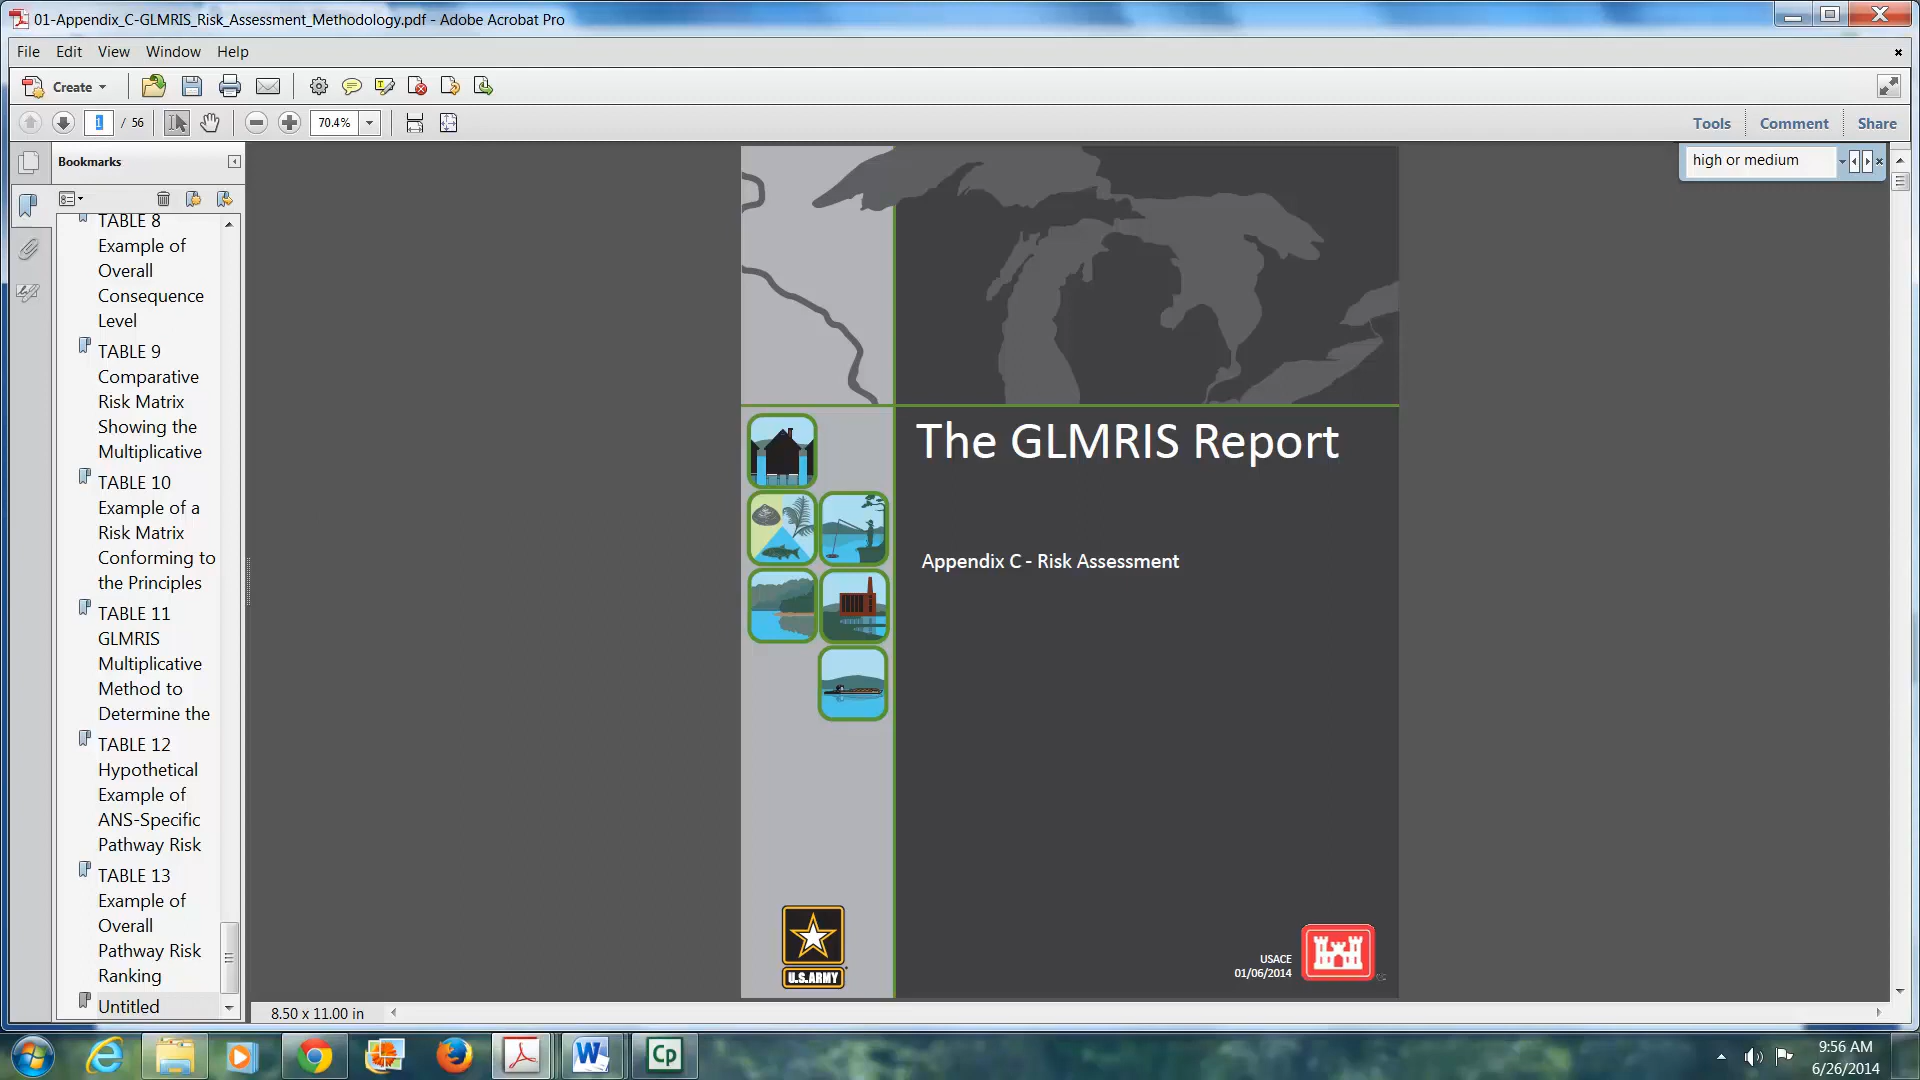 01-Appendix_C-GLMRIS_Risk_Assessment_Methodology.pdf - Adobe Acrobat Pro
File Edit View Window Help
Create
1 / 56 70.4% Tools Comment Share
Bookmarks
high or medium
TABLE 8
Example of
Overall
Consequence
Level
TABLE 9
Comparative
Risk Matrix
Showing the
Multiplicative
TABLE 10
Example of a
Risk Matrix
Conforming to
the Principles
TABLE 11
GLMRIS
Multiplicative
Method to
Determine the
TABLE 12
Hypothetical
Example of
ANS-Specific
Pathway Risk
TABLE 13
Example of
Overall
Pathway Risk
Ranking
Untitled
The GLMRIS Report
Appendix C - Risk Assessment
U.S.ARMY
USACE
01/06/2014
8.50 x 11.00 in
W
Cp
9:56 AM
6/26/2014